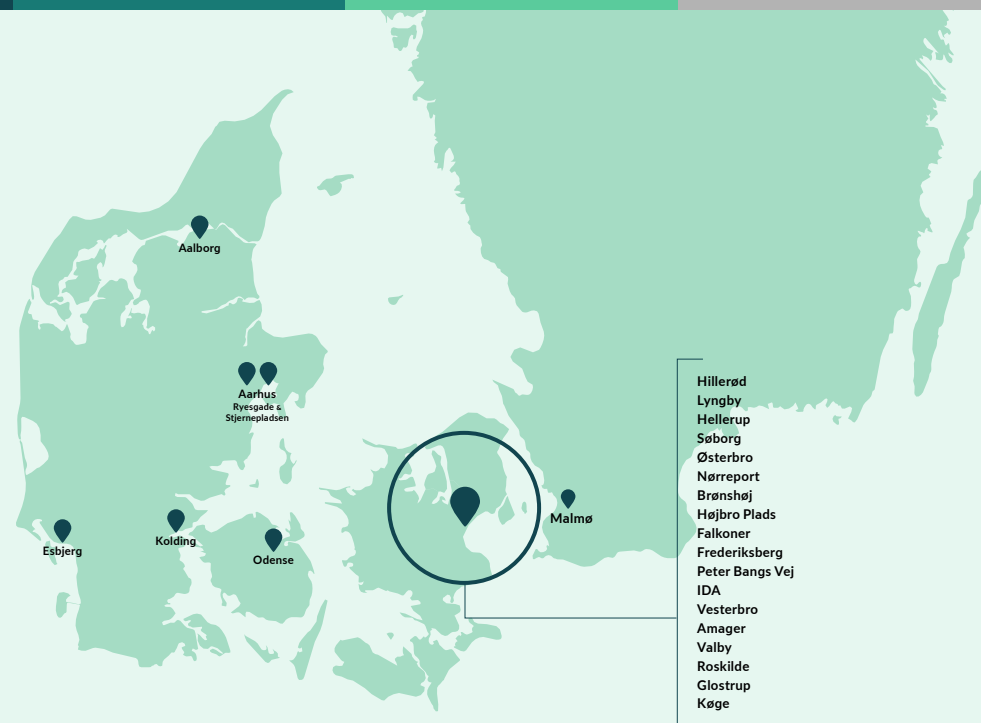 Aalborg
Aarhus
Ryesgade &
Stjernepladsen
Esbjerg
Kolding
Odense
Malmø
Hillerød
Lyngby
Hellerup
Søborg
Østerbro
Nørreport
Brønshøj
Højbro Plads
Falkoner
Frederiksberg
Peter Bangs Vej
IDA
Vesterbro
Amager
Valby
Roskilde
Glostrup
Køge